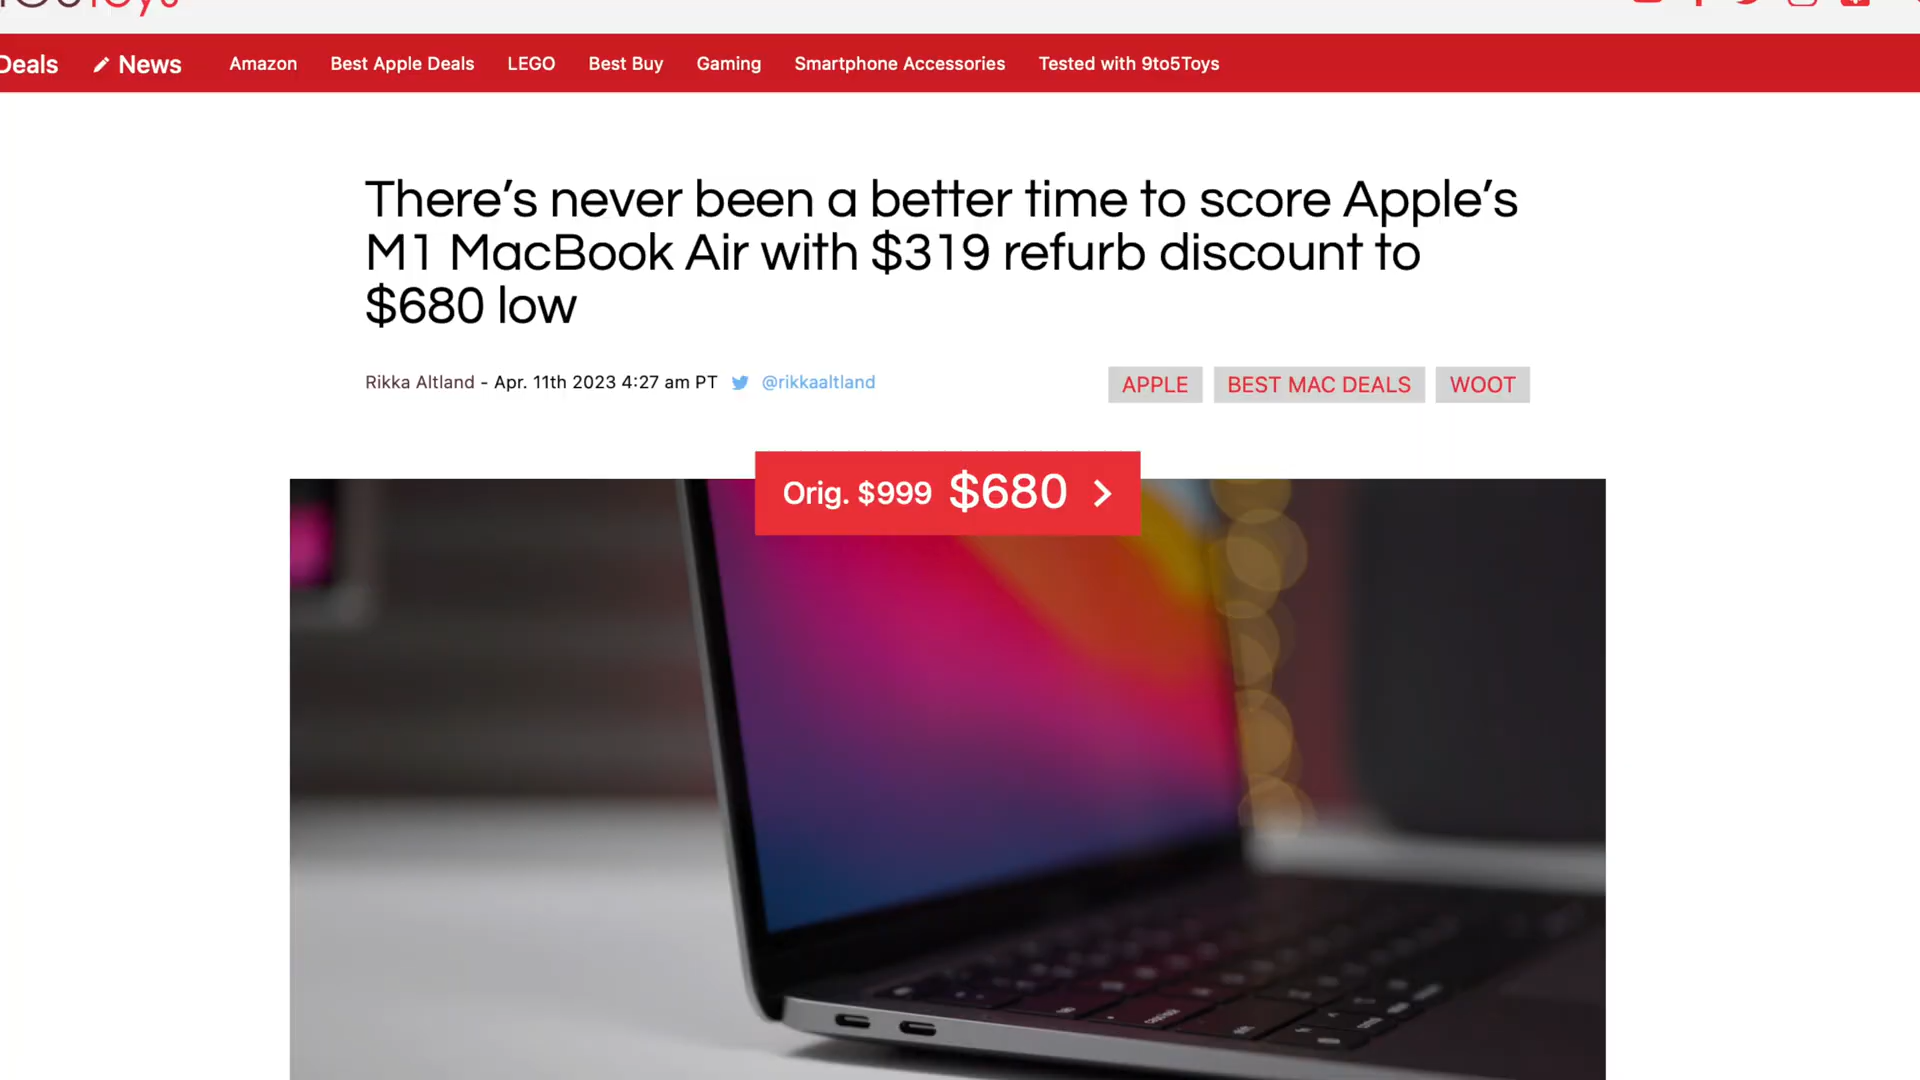 Deals News Amazon Best Apple Deals LEGO Best Buy Gaming Smartphone Accessories Tested with 9to5Toys
There’s never been a better time to score Apple’s
M1 MacBook Air with $319 refurb discount to
$680 low
Rikka Altland - Apr. 11th 2023 4:27 am PT @rikkaaltland
APPLE BEST MAC DEALS WOOT
Orig. $999 $680